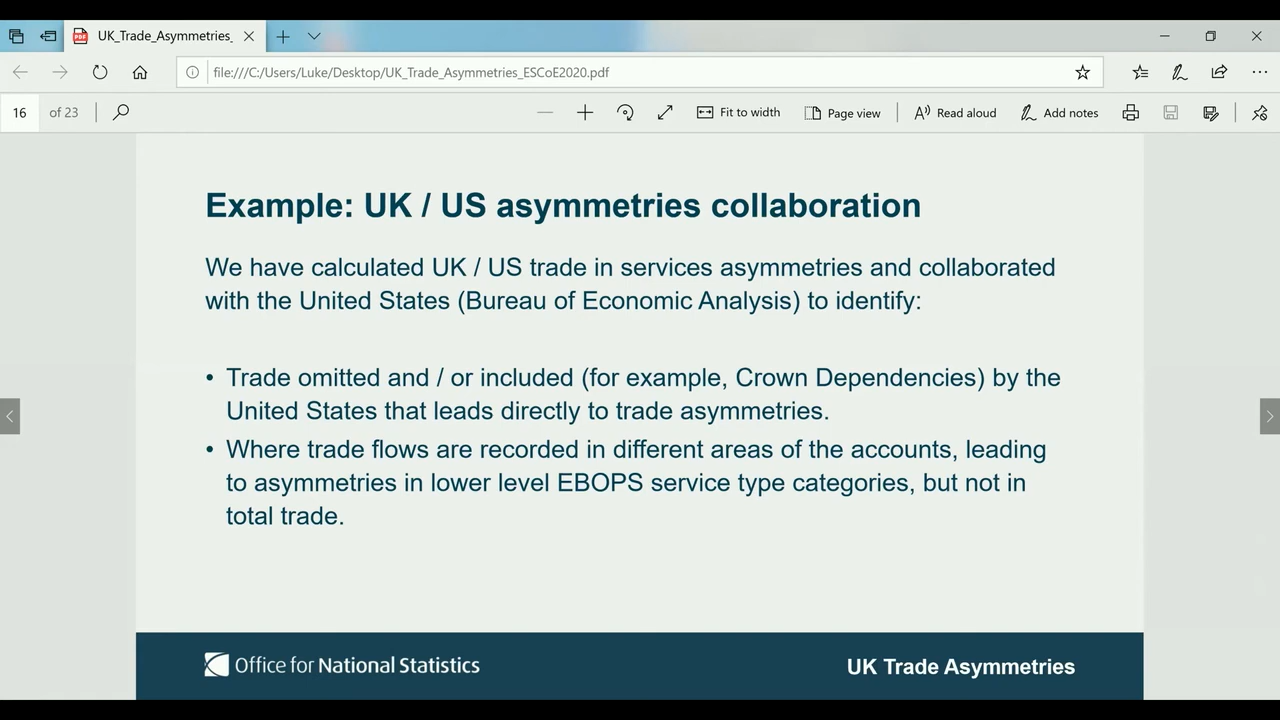 UK_Trade_Asymmetries_
file:///C:/Users/Luke/Desktop/UK_Trade_Asymmetries_ESCoE2020.pdf
16 of 23
Fit to width
Page view
Read aloud
Add notes
Example: UK / US asymmetries collaboration
We have calculated UK / US trade in services asymmetries and collaborated
with the United States (Bureau of Economic Analysis) to identify:
• Trade omitted and / or included (for example, Crown Dependencies) by the
United States that leads directly to trade asymmetries.
• Where trade flows are recorded in different areas of the accounts, leading
to asymmetries in lower level EBOPS service type categories, but not in
total trade.
Office for National Statistics
UK Trade Asymmetries